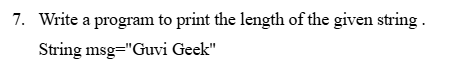 7. Write a program to print the length of the given string .
String msg="Guvi Geek"